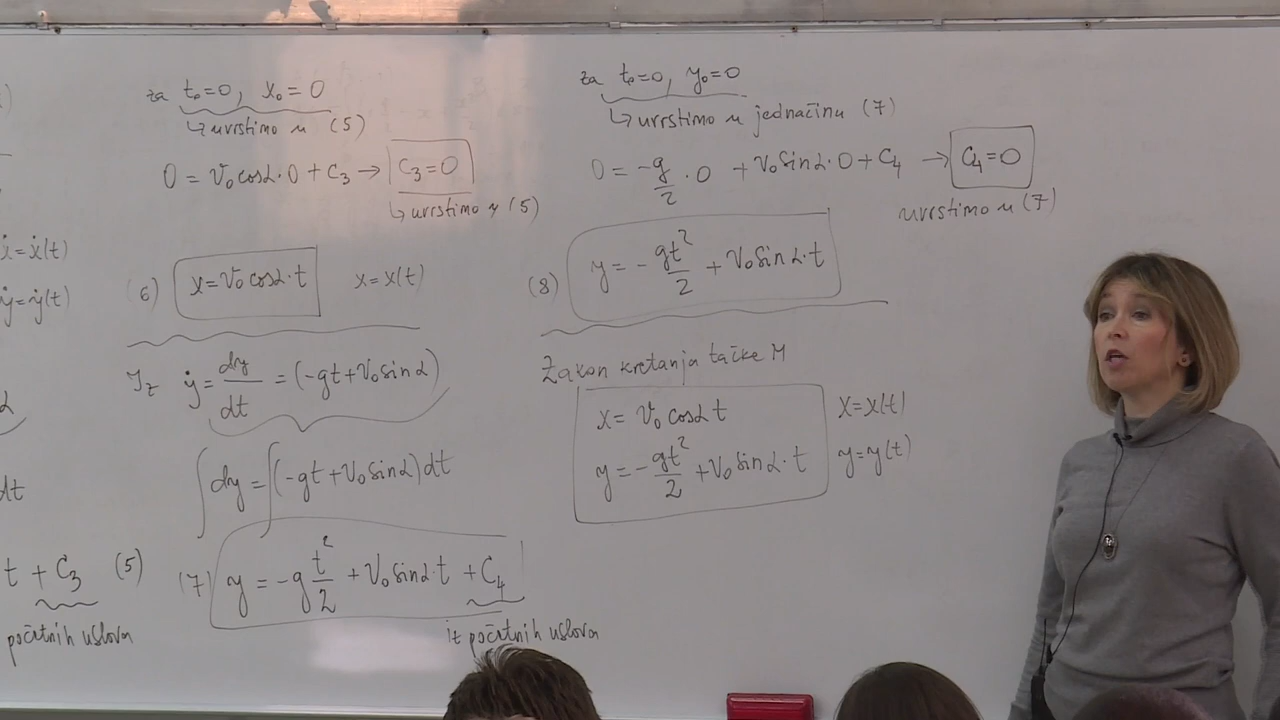 ẋ=ẋ(t)
ẏ=ẏ(t)
dt
t + C₃ (5)
početnih uslova
za t₀=0, x₀=0
↳ uvrstimo u (5)
0 = v₀cosα·0 + C₃ → C₃=0
↳ uvrstimo u (5)
(6) x=v₀cosα·t x=x(t)
Iz ẏ = dy/dt = (-gt+v₀sinα)
∫dy = ∫(-gt+v₀sinα)dt
(7) y = -g t²/2 + v₀sinα·t + C₄
iz početnih uslova
za t₀=0, y₀=0
↳ uvrstimo u jednačinu (7)
0 = -g/2 · 0 + v₀sinα·0 + C₄ → C₄=0
uvrstimo u (7)
(8) y = - gt²/2 + v₀sinα·t
Zakon kretanja tačke M
x = v₀ cosα t x=x(t)
y = - gt²/2 + v₀sinα·t y=y(t)